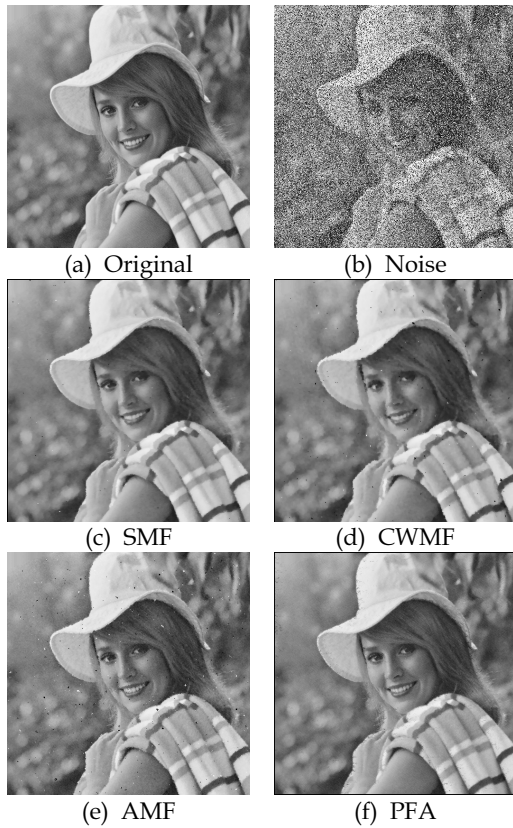 (a) Original
(b) Noise
(c) SMF
(d) CWMF
(e) AMF
(f) PFA